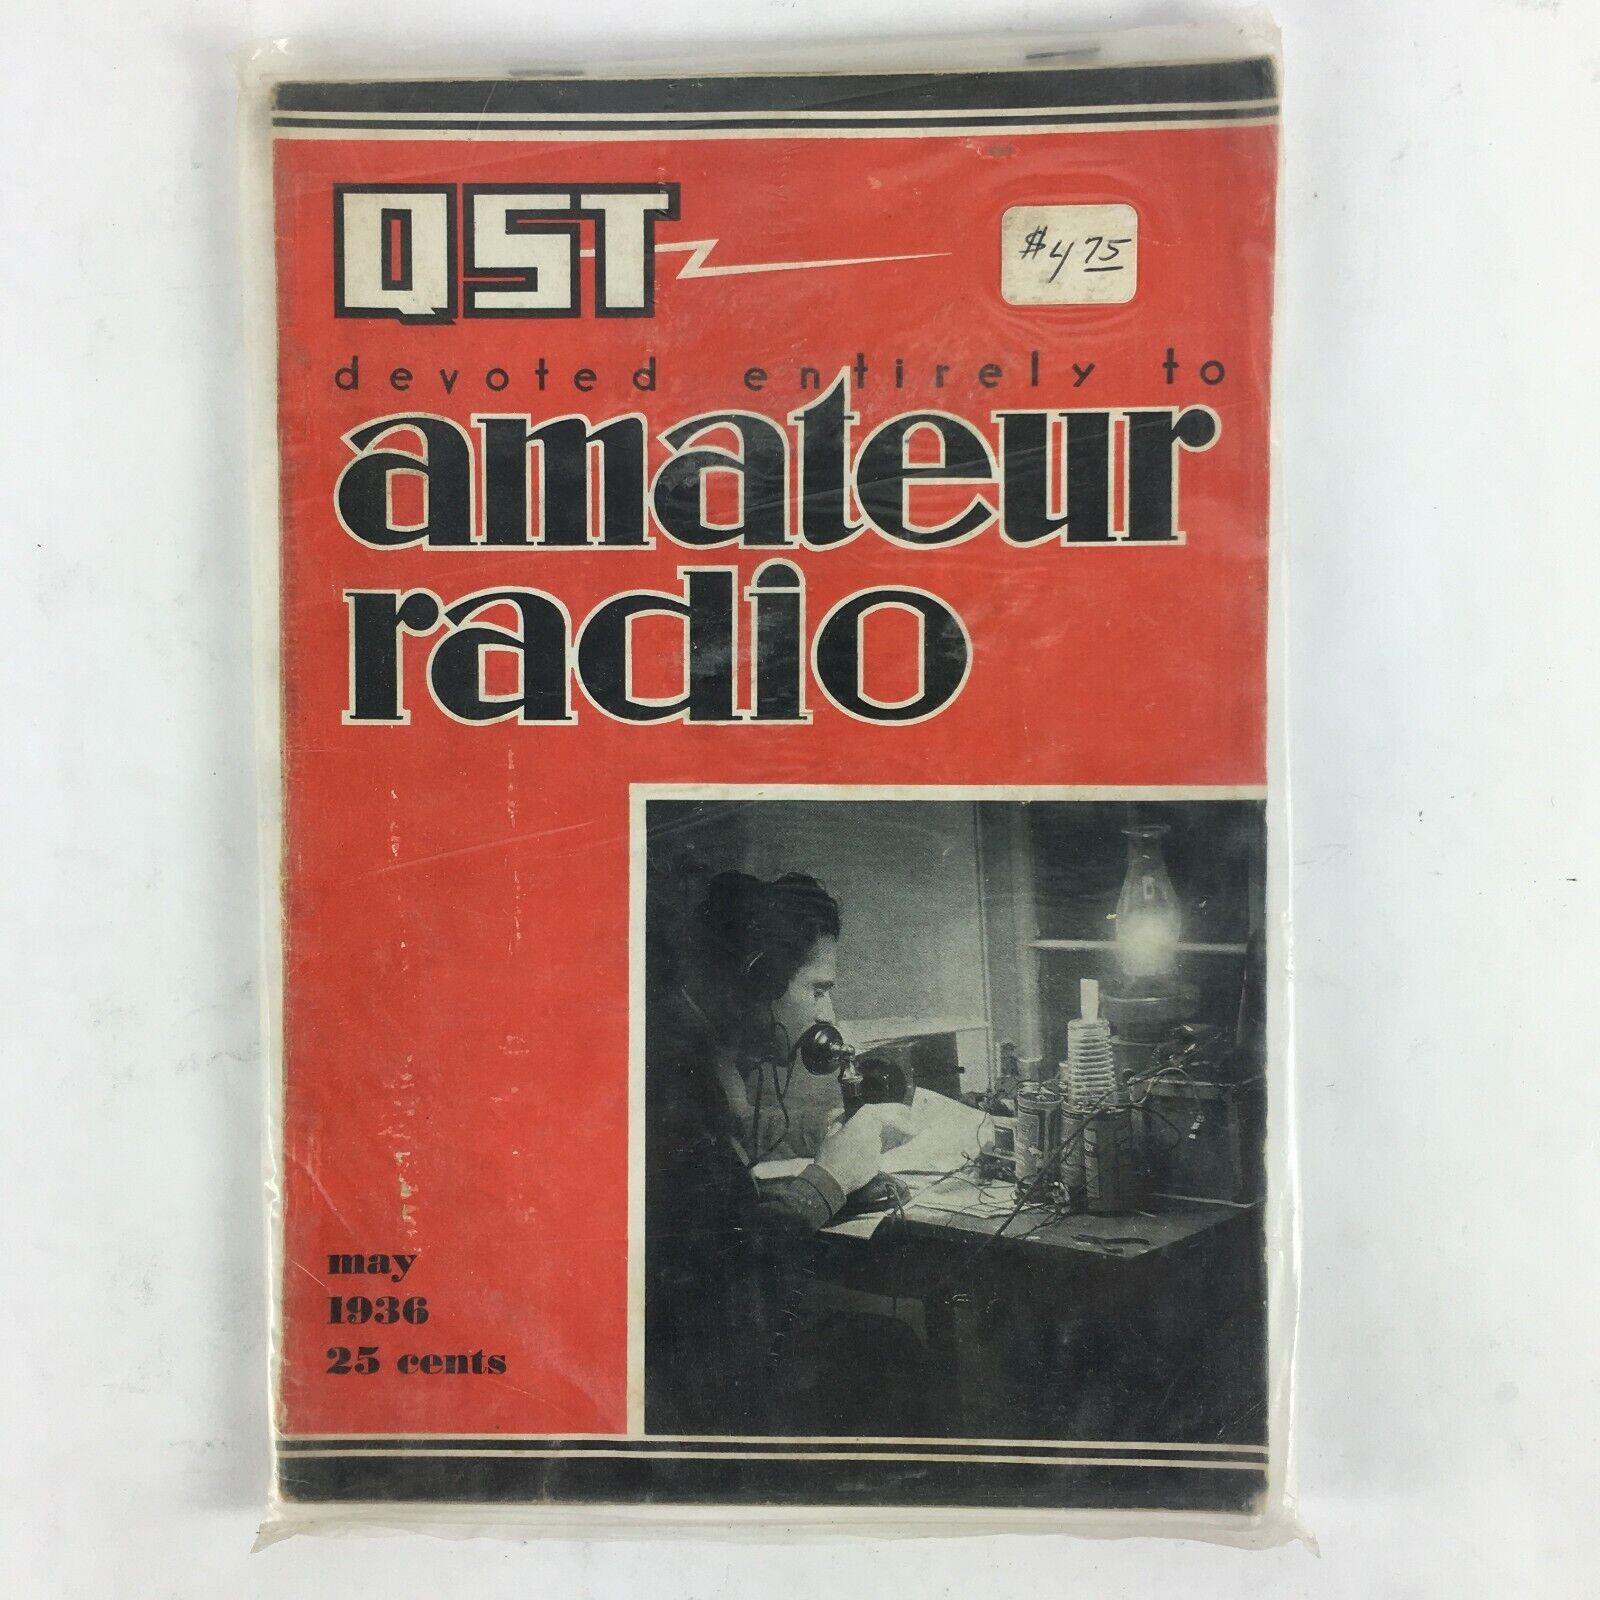 QST
$4 75
devoted entirely to
amateur
radio
may
1936
25 cents